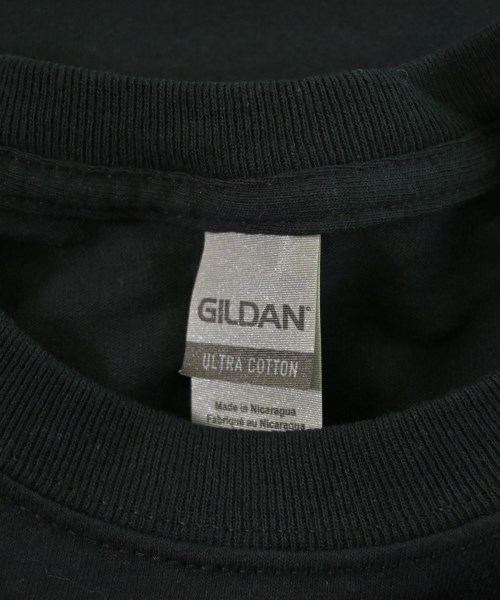 GILDAN
ULTRA COTTON
Made in Nicaragua
Fabriqué au Nicaragua